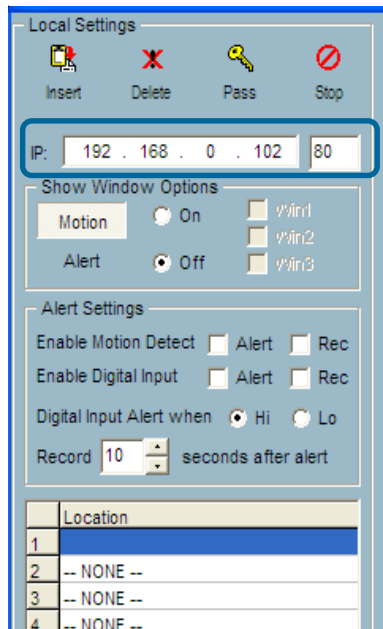 Local Settings
Insert Delete Pass Stop
IP: 192 . 168 . 0 . 102 80
Show Window Options
Motion On Win1
Win2
Alert Off Win3
Alert Settings
Enable Motion Detect Alert Rec
Enable Digital Input Alert Rec
Digital Input Alert when Hi Lo
Record 10 seconds after alert
Location
1
2 -- NONE --
3 -- NONE --
4 -- NONE --